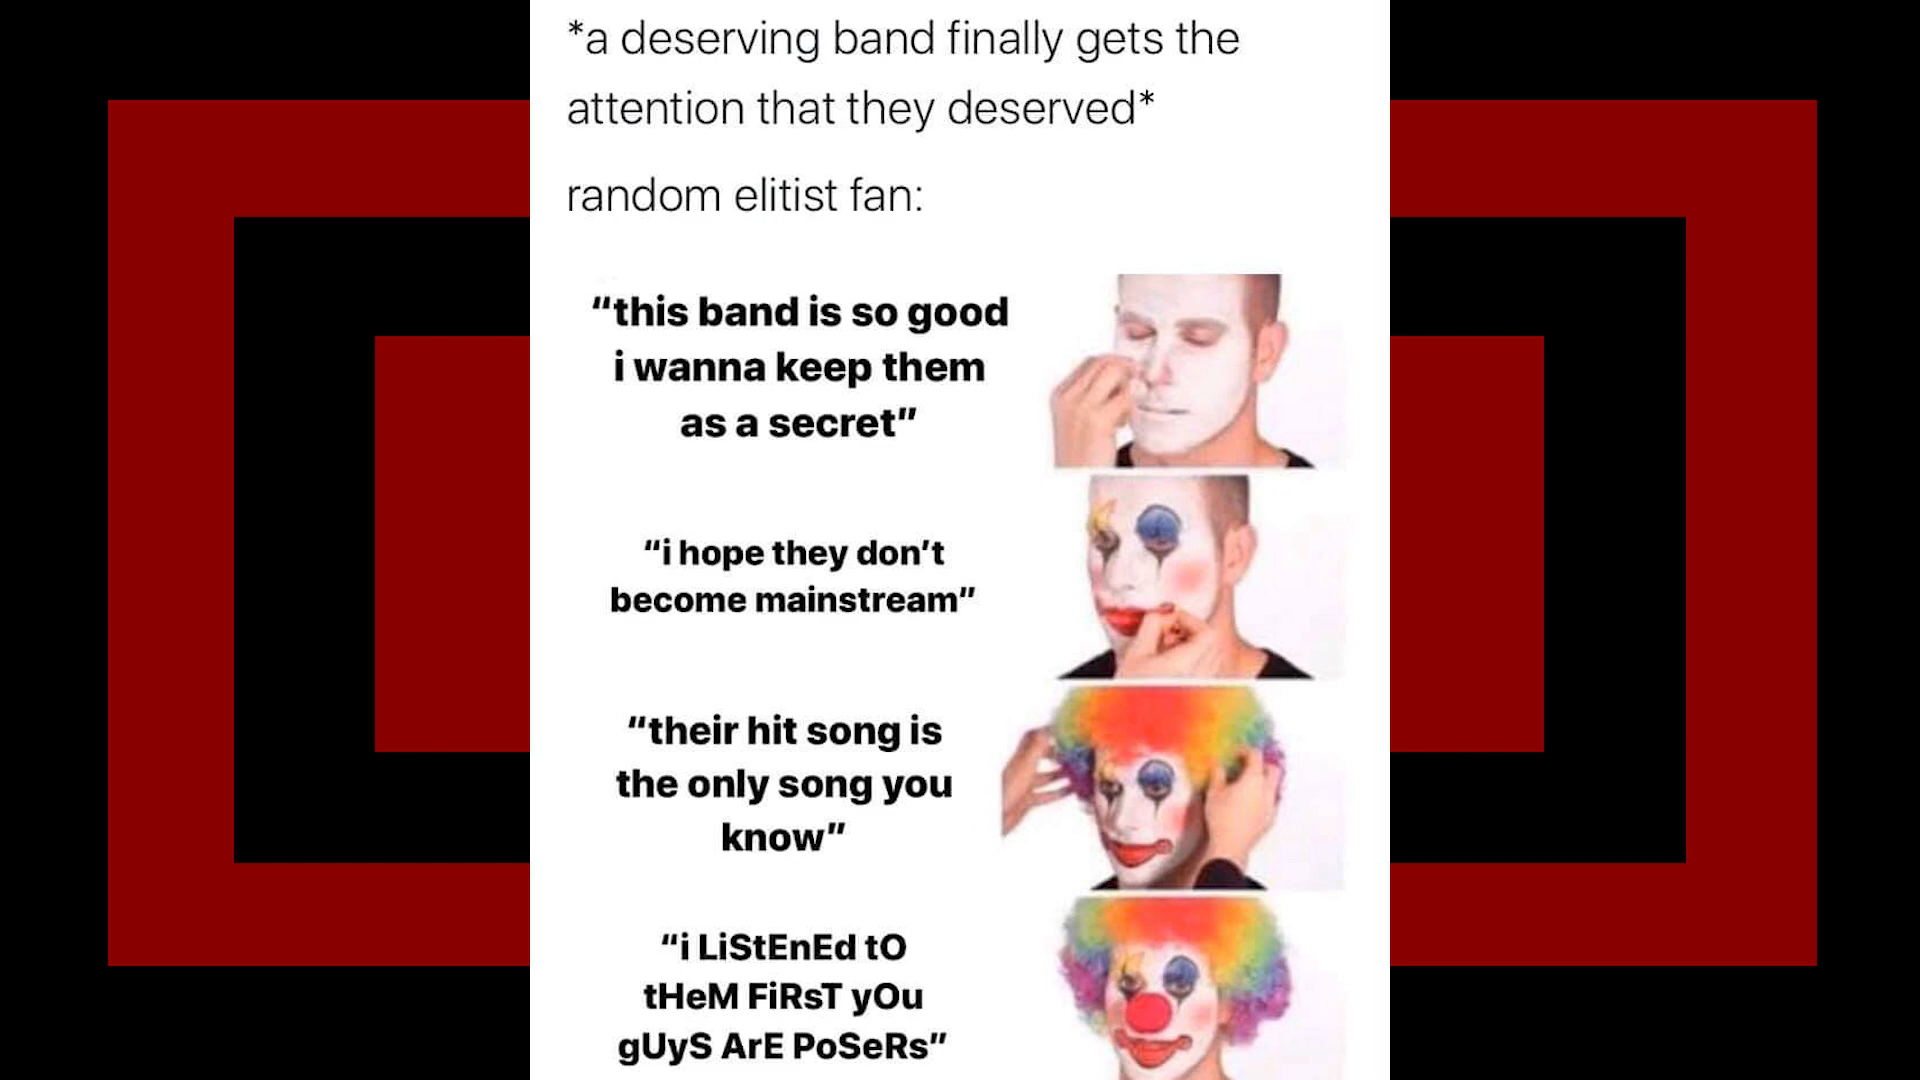 *a deserving band finally gets the
attention that they deserved*
random elitist fan:
“this band is so good
i wanna keep them
as a secret”
“i hope they don’t
become mainstream”
“their hit song is
the only song you
know”
“i LiStEnEd tO
tHeM FiRsT yOu
gUyS ArE PoSeRs”